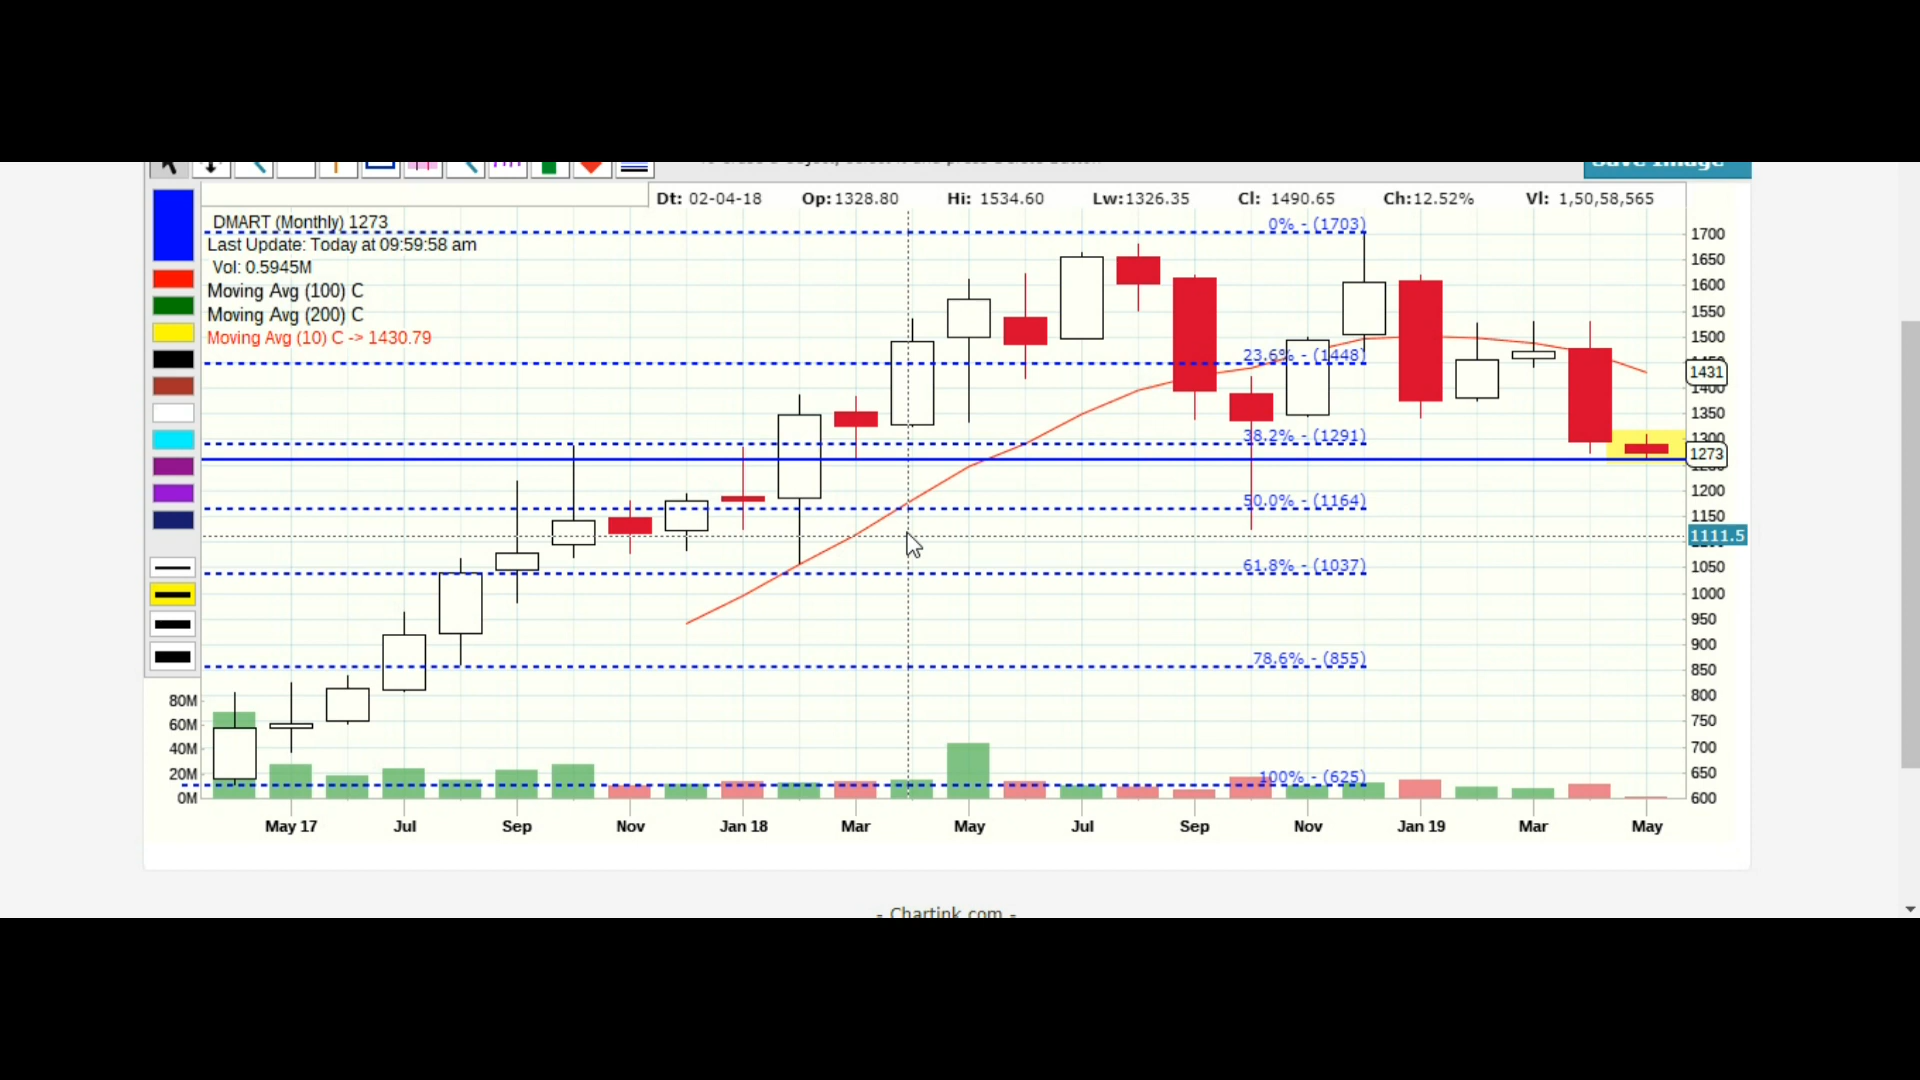 Save Image
Dt: 02-04-18 Op:1328.80 Hi: 1534.60 Lw:1326.35 Cl: 1490.65 Ch:12.52% Vl: 1,50,58,565
DMART (Monthly) 1273
Last Update: Today at 09:59:58 am
Vol: 0.5945M
Moving Avg (100) C
Moving Avg (200) C
Moving Avg (10) C -> 1430.79
0% - (1703)
23.6% - (1448)
38.2% - (1291)
50.0% - (1164)
61.8% - (1037)
78.6% - (855)
100% - (625)
1700
1650
1600
1550
1500
1450
1431
1400
1350
1300
1273
1250
1200
1150
1111.5
1100
1050
1000
950
900
850
800
750
700
650
600
80M
60M
40M
20M
0M
May 17 Jul Sep Nov Jan 18 Mar May Jul Sep Nov Jan 19 Mar May
- Chartink.com -